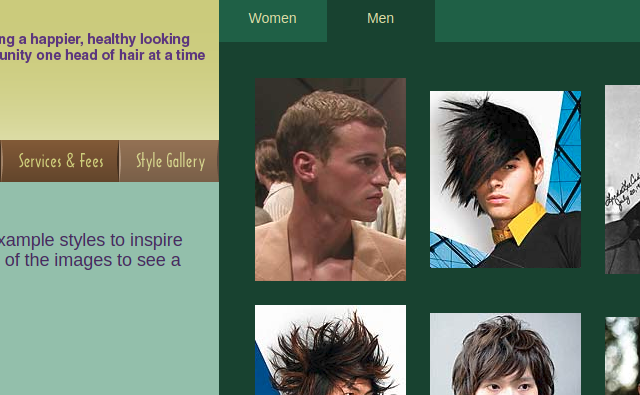 ng a happier, healthy looking
unity one head of hair at a time
Women
Men
Services & Fees
Style Gallery
xample styles to inspire
of the images to see a